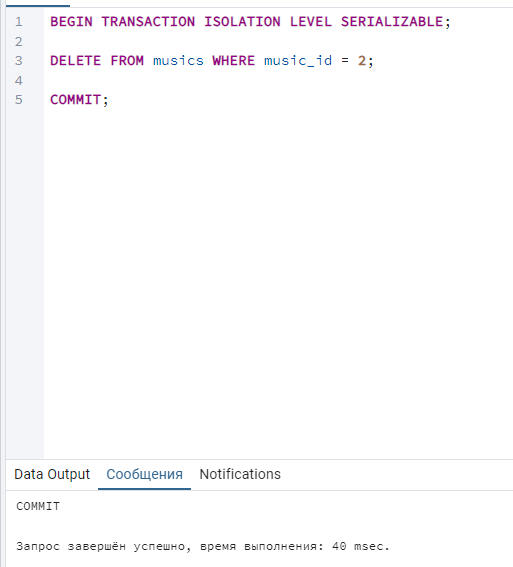 1 BEGIN TRANSACTION ISOLATION LEVEL SERIALIZABLE;
2
3 DELETE FROM musics WHERE music_id = 2;
4
5 COMMIT;
Data Output Сообщения Notifications
COMMIT
Запрос завершён успешно, время выполнения: 40 msec.